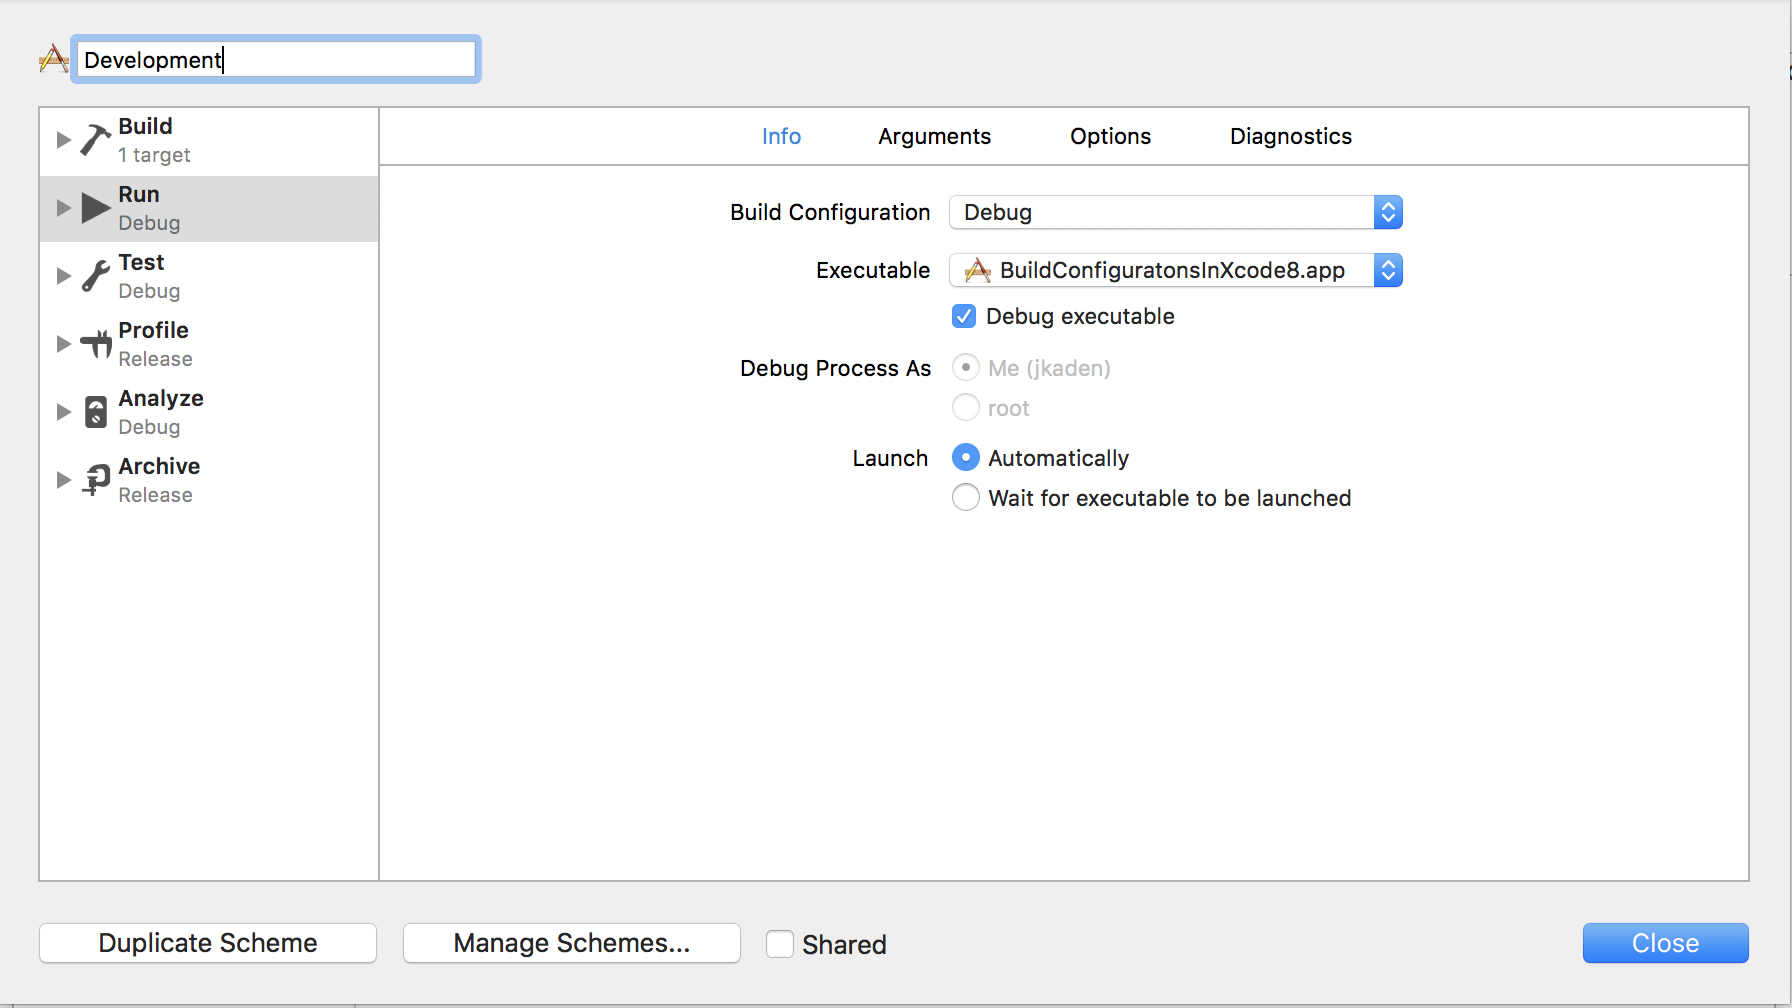 Development
Build
1 target
Run
Debug
Test
Debug
Profile
Release
Analyze
Debug
Archive
Release
Info Arguments Options Diagnostics
Build Configuration Debug
Executable BuildConfiguratonsInXcode8.app
Debug executable
Debug Process As Me (jkaden)
root
Launch Automatically
Wait for executable to be launched
Duplicate Scheme Manage Schemes... Shared Close